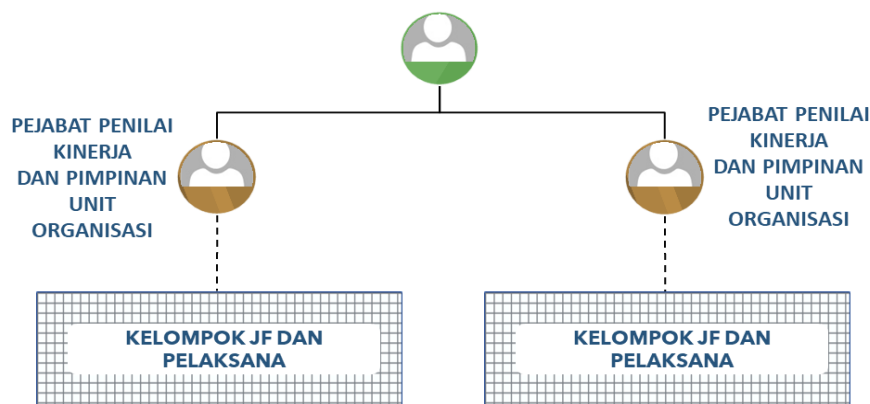 PEJABAT PENILAI
KINERJA
DAN PIMPINAN
UNIT
ORGANISASI
PEJABAT PENILAI
KINERJA
DAN PIMPINAN
UNIT
ORGANISASI
KELOMPOK JF DAN
PELAKSANA
KELOMPOK JF DAN
PELAKSANA